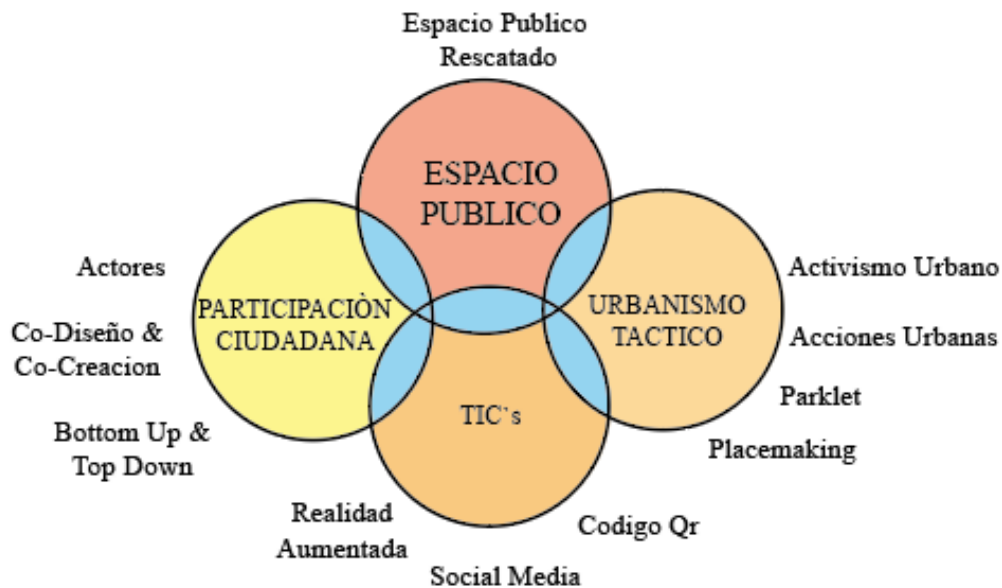 Espacio Publico
Rescatado
ESPACIO
PUBLICO
Actores
PARTICIPACIÒN
CIUDADANA
Co-Diseño &
Co-Creacion
Bottom Up &
Top Down
URBANISMO
TACTICO
Activismo Urbano
Acciones Urbanas
Parklet
Placemaking
TIC`s
Realidad
Aumentada
Social Media
Codigo Qr